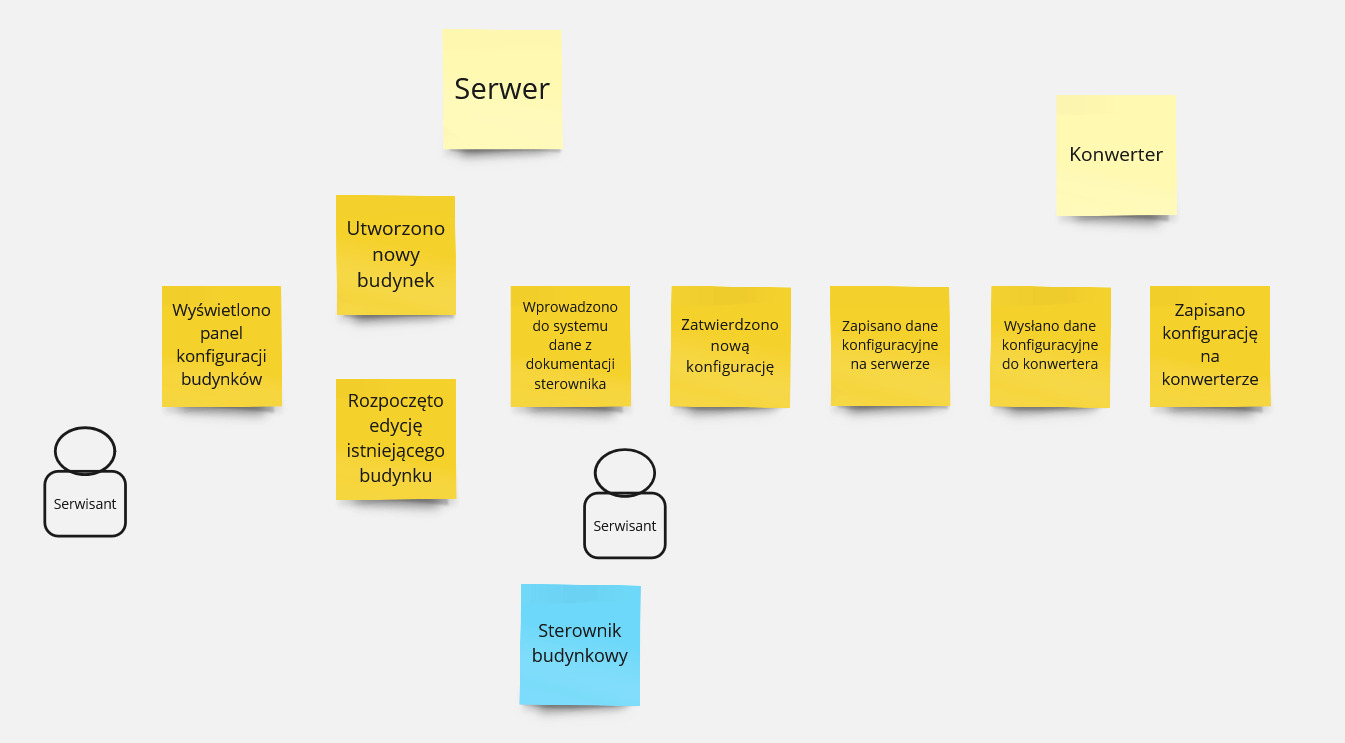 Serwer
Konwerter
Utworzono
nowy
budynek
Wyświetlono
panel
konfiguracji
budynków
Rozpoczęto
edycję
istniejącego
budynku
Wprowadzono
do systemu
dane z
dokumentacji
sterownika
Zatwierdzono
nową
konfigurację
Zapisano dane
konfiguracyjne
na serwerze
Wysłano dane
konfiguracyjne
do konwertera
Zapisano
konfigurację
na
konwerterze
Serwisant
Serwisant
Sterownik
budynkowy